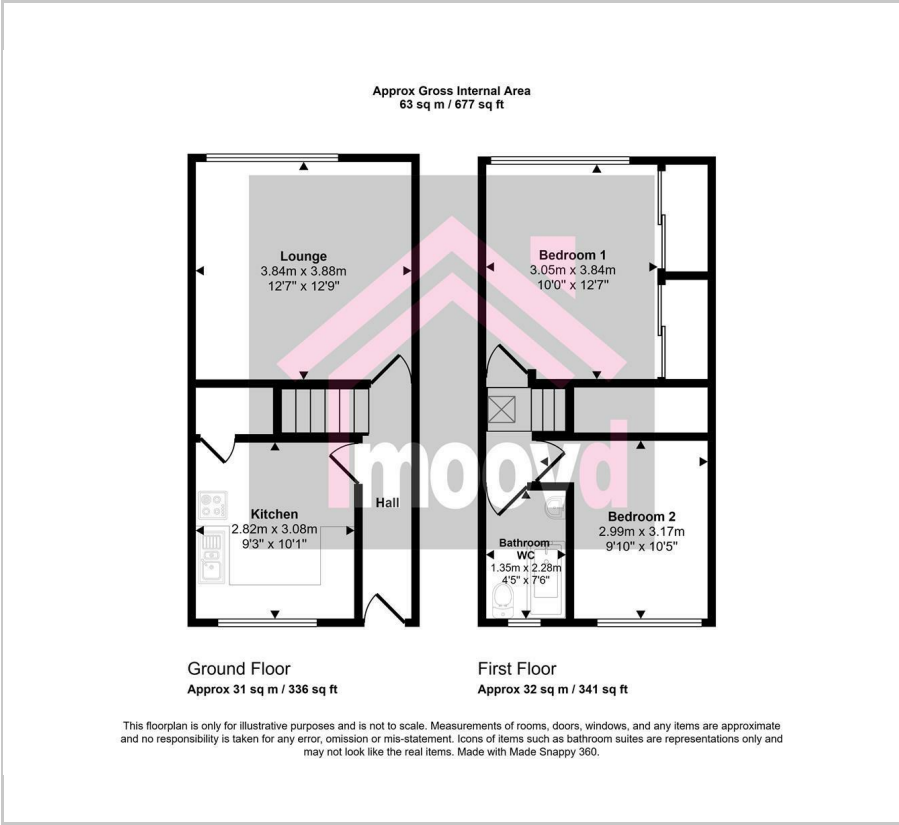 Approx Gross Internal Area
63 sq m / 677 sq ft
Lounge
3.84m x 3.88m
12'7" x 12'9"
Bedroom 1
3.05m x 3.84m
10'0" x 12'7"
Hall
Kitchen
2.82m x 3.08m
9'3" x 10'1"
Bathroom
WC
1.35m x 2.28m
4'5" x 7'6"
Bedroom 2
2.99m x 3.17m
9'10" x 10'5"
imoovd
Ground Floor
Approx 31 sq m / 336 sq ft
First Floor
Approx 32 sq m / 341 sq ft
This floorplan is only for illustrative purposes and is not to scale. Measurements of rooms, doors, windows, and any items are approximate
and no responsibility is taken for any error, omission or mis-statement. Icons of items such as bathroom suites are representations only and
may not look like the real items. Made with Made Snappy 360.